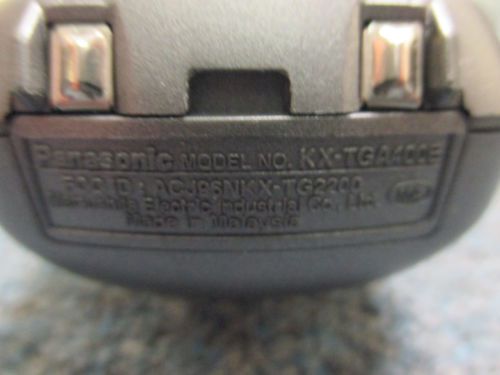 Panasonic MODEL NO. KX-TGA400B
FCC ID : ACJ96NKX-TG2200
Matsushita Electric Industrial Co., Ltd.
Made in Malaysia